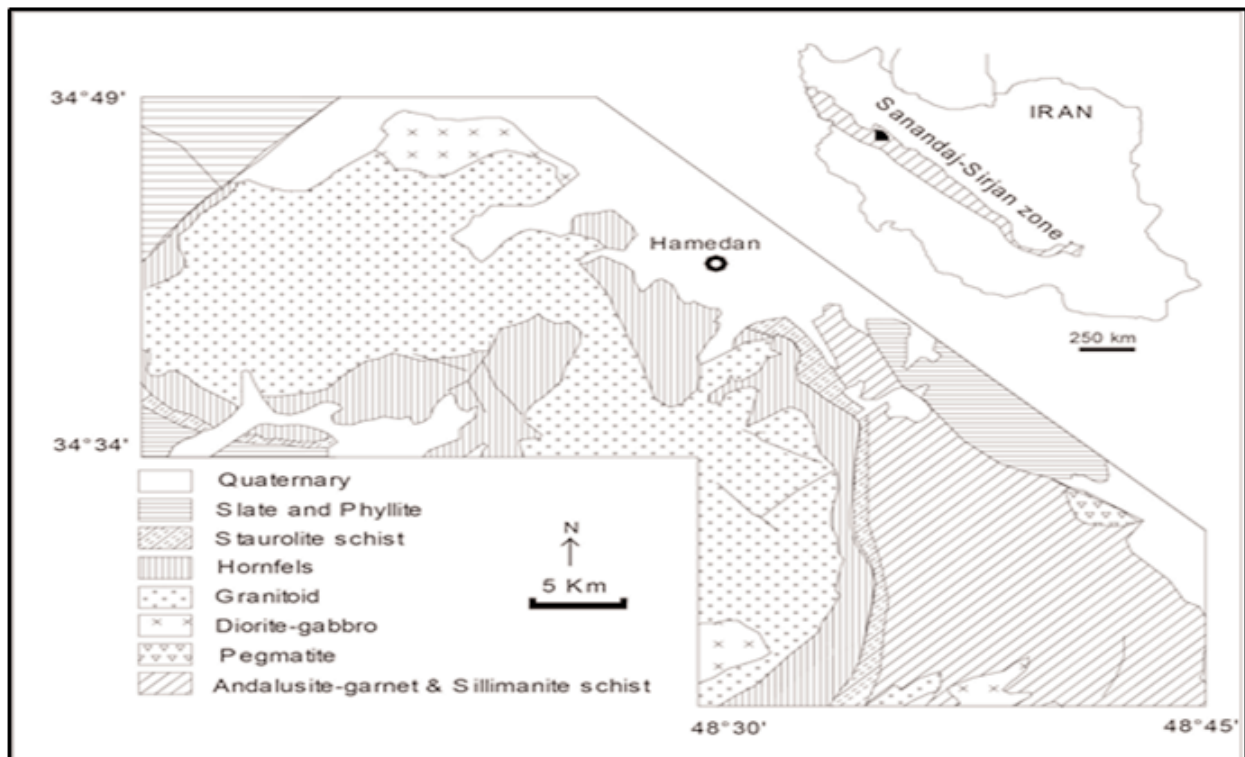 34°49'
IRAN
Sanandaj-Sirjan zone
Hamedan
250 km
34°34'
Quaternary
Slate and Phyllite
Staurolite schist
Hornfels
Granitoid
Diorite-gabbro
Pegmatite
Andalusite-garnet & Sillimanite schist
N
5 Km
48°30'
48°45'